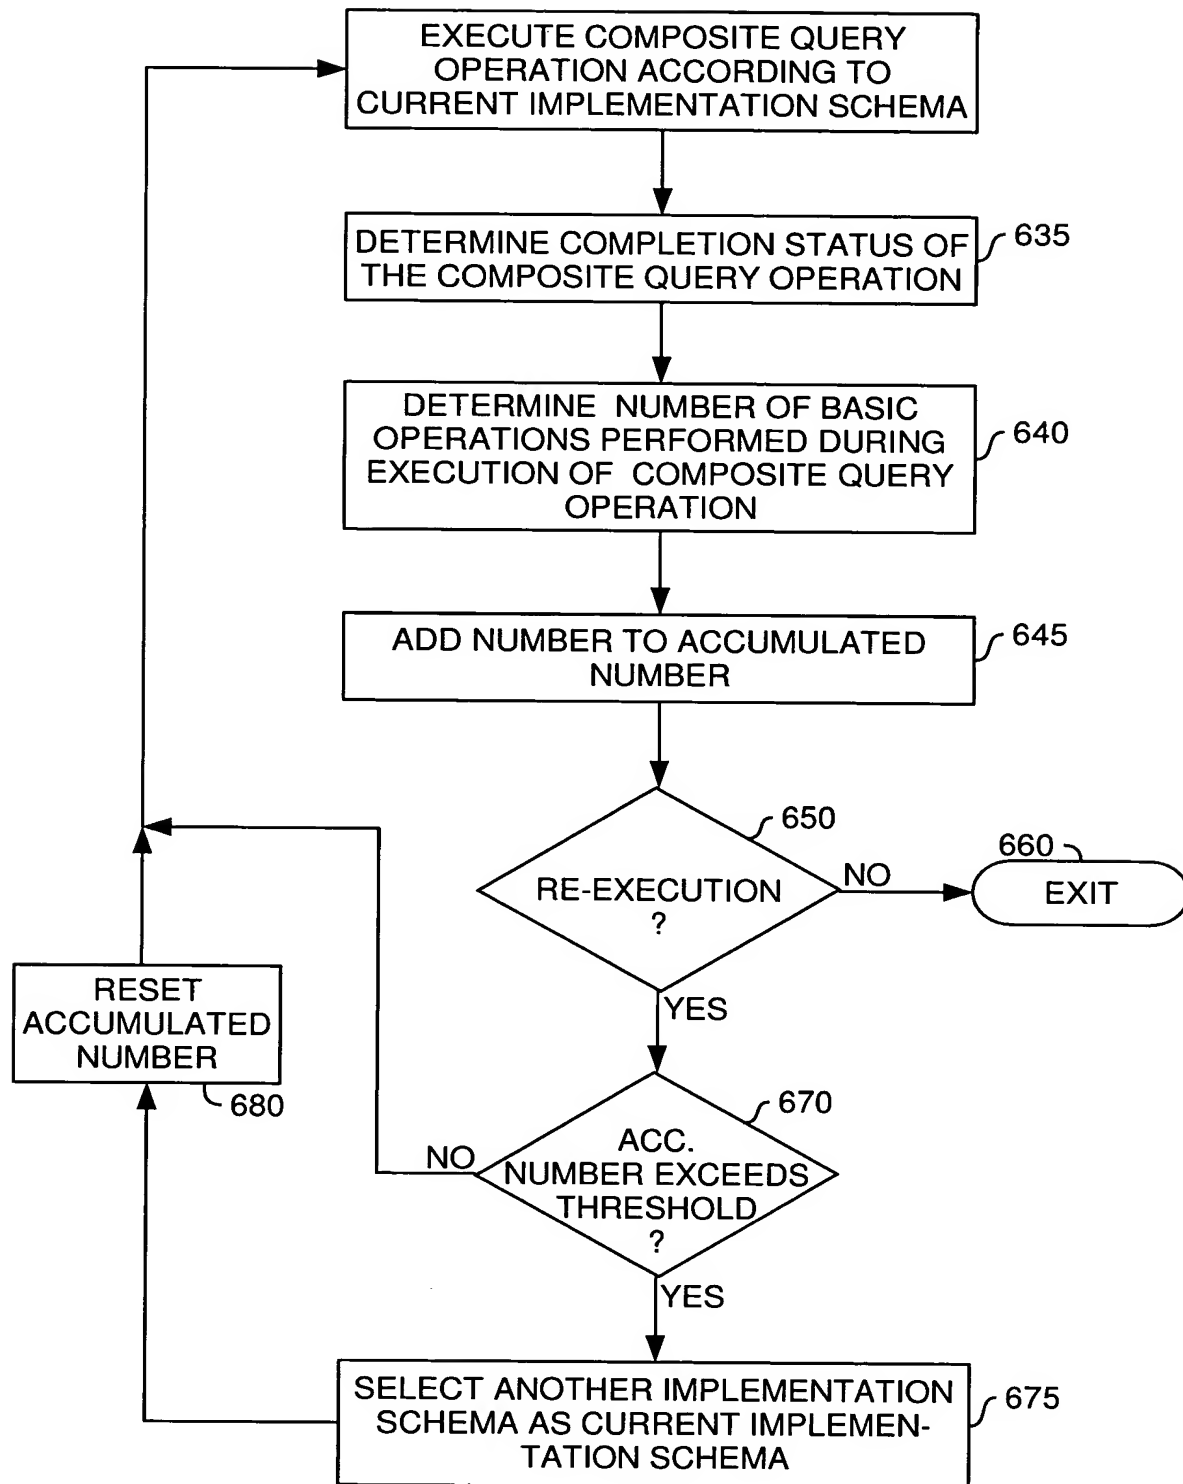 EXECUTE COMPOSITE QUERY
OPERATION ACCORDING TO
CURRENT IMPLEMENTATION SCHEMA
DETERMINE COMPLETION STATUS OF
THE COMPOSITE QUERY OPERATION
635
DETERMINE NUMBER OF BASIC
OPERATIONS PERFORMED DURING
EXECUTION OF COMPOSITE QUERY
OPERATION
640
ADD NUMBER TO ACCUMULATED
NUMBER
645
650
RE-EXECUTION
?
NO
660
EXIT
YES
RESET
ACCUMULATED
NUMBER
680
670
ACC.
NUMBER EXCEEDS
THRESHOLD
?
NO
YES
SELECT ANOTHER IMPLEMENTATION
SCHEMA AS CURRENT IMPLEMEN-
TATION SCHEMA
675